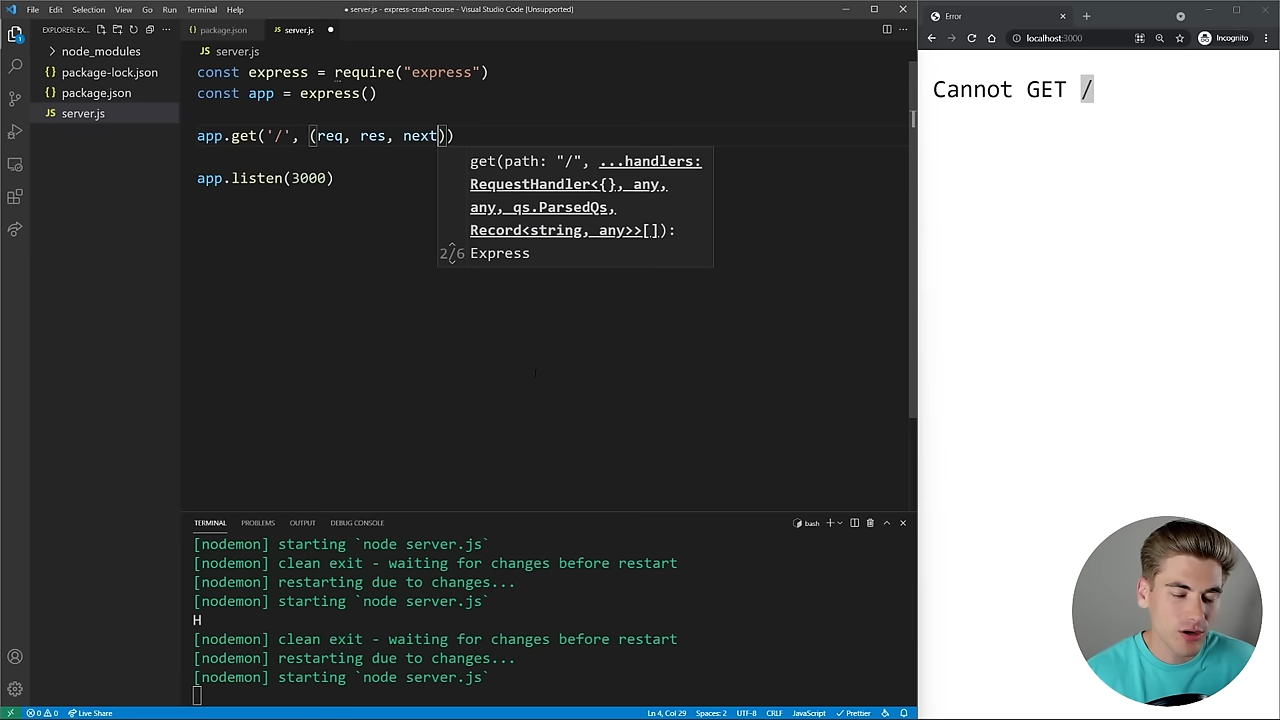 File Edit Selection View Go Run Terminal Help
● server.js - express-crash-course - Visual Studio Code [Unsupported]
EXPLORER: EX...
node_modules
{} package-lock.json
{} package.json
JS server.js
1
{} package.json
JS server.js ●
JS server.js
const express = require("express")
const app = express()
app.get('/', (req, res, next))
app.listen(3000)
get(path: "/", ...handlers:
RequestHandler<{}, any,
any, qs.ParsedQs,
Record<string, any>>[]):
2/6 Express
TERMINAL PROBLEMS OUTPUT DEBUG CONSOLE
bash
[nodemon] starting `node server.js`
[nodemon] clean exit - waiting for changes before restart
[nodemon] restarting due to changes...
[nodemon] starting `node server.js`
H
[nodemon] clean exit - waiting for changes before restart
[nodemon] restarting due to changes...
[nodemon] starting `node server.js`
0 0 Live Share
Ln 4, Col 29 Spaces: 2 UTF-8 CRLF JavaScript Prettier
Error
localhost:3000
Incognito
Cannot GET /